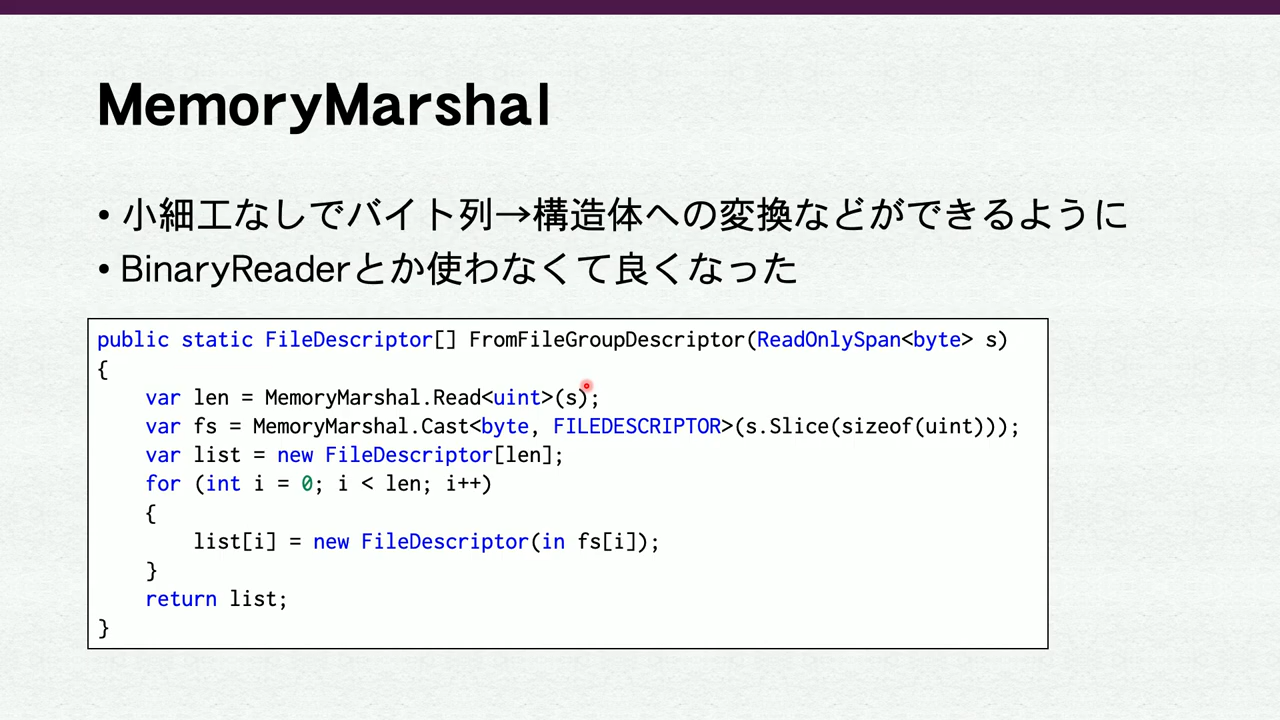 MemoryMarshal
• 小細工なしでバイト列→構造体への変換などができるように
• BinaryReaderとか使わなくて良くなった
public static FileDescriptor[] FromFileGroupDescriptor(ReadOnlySpan<byte> s)
{
    var len = MemoryMarshal.Read<uint>(s);
    var fs = MemoryMarshal.Cast<byte, FILEDESCRIPTOR>(s.Slice(sizeof(uint)));
    var list = new FileDescriptor[len];
    for (int i = 0; i < len; i++)
    {
        list[i] = new FileDescriptor(in fs[i]);
    }
    return list;
}